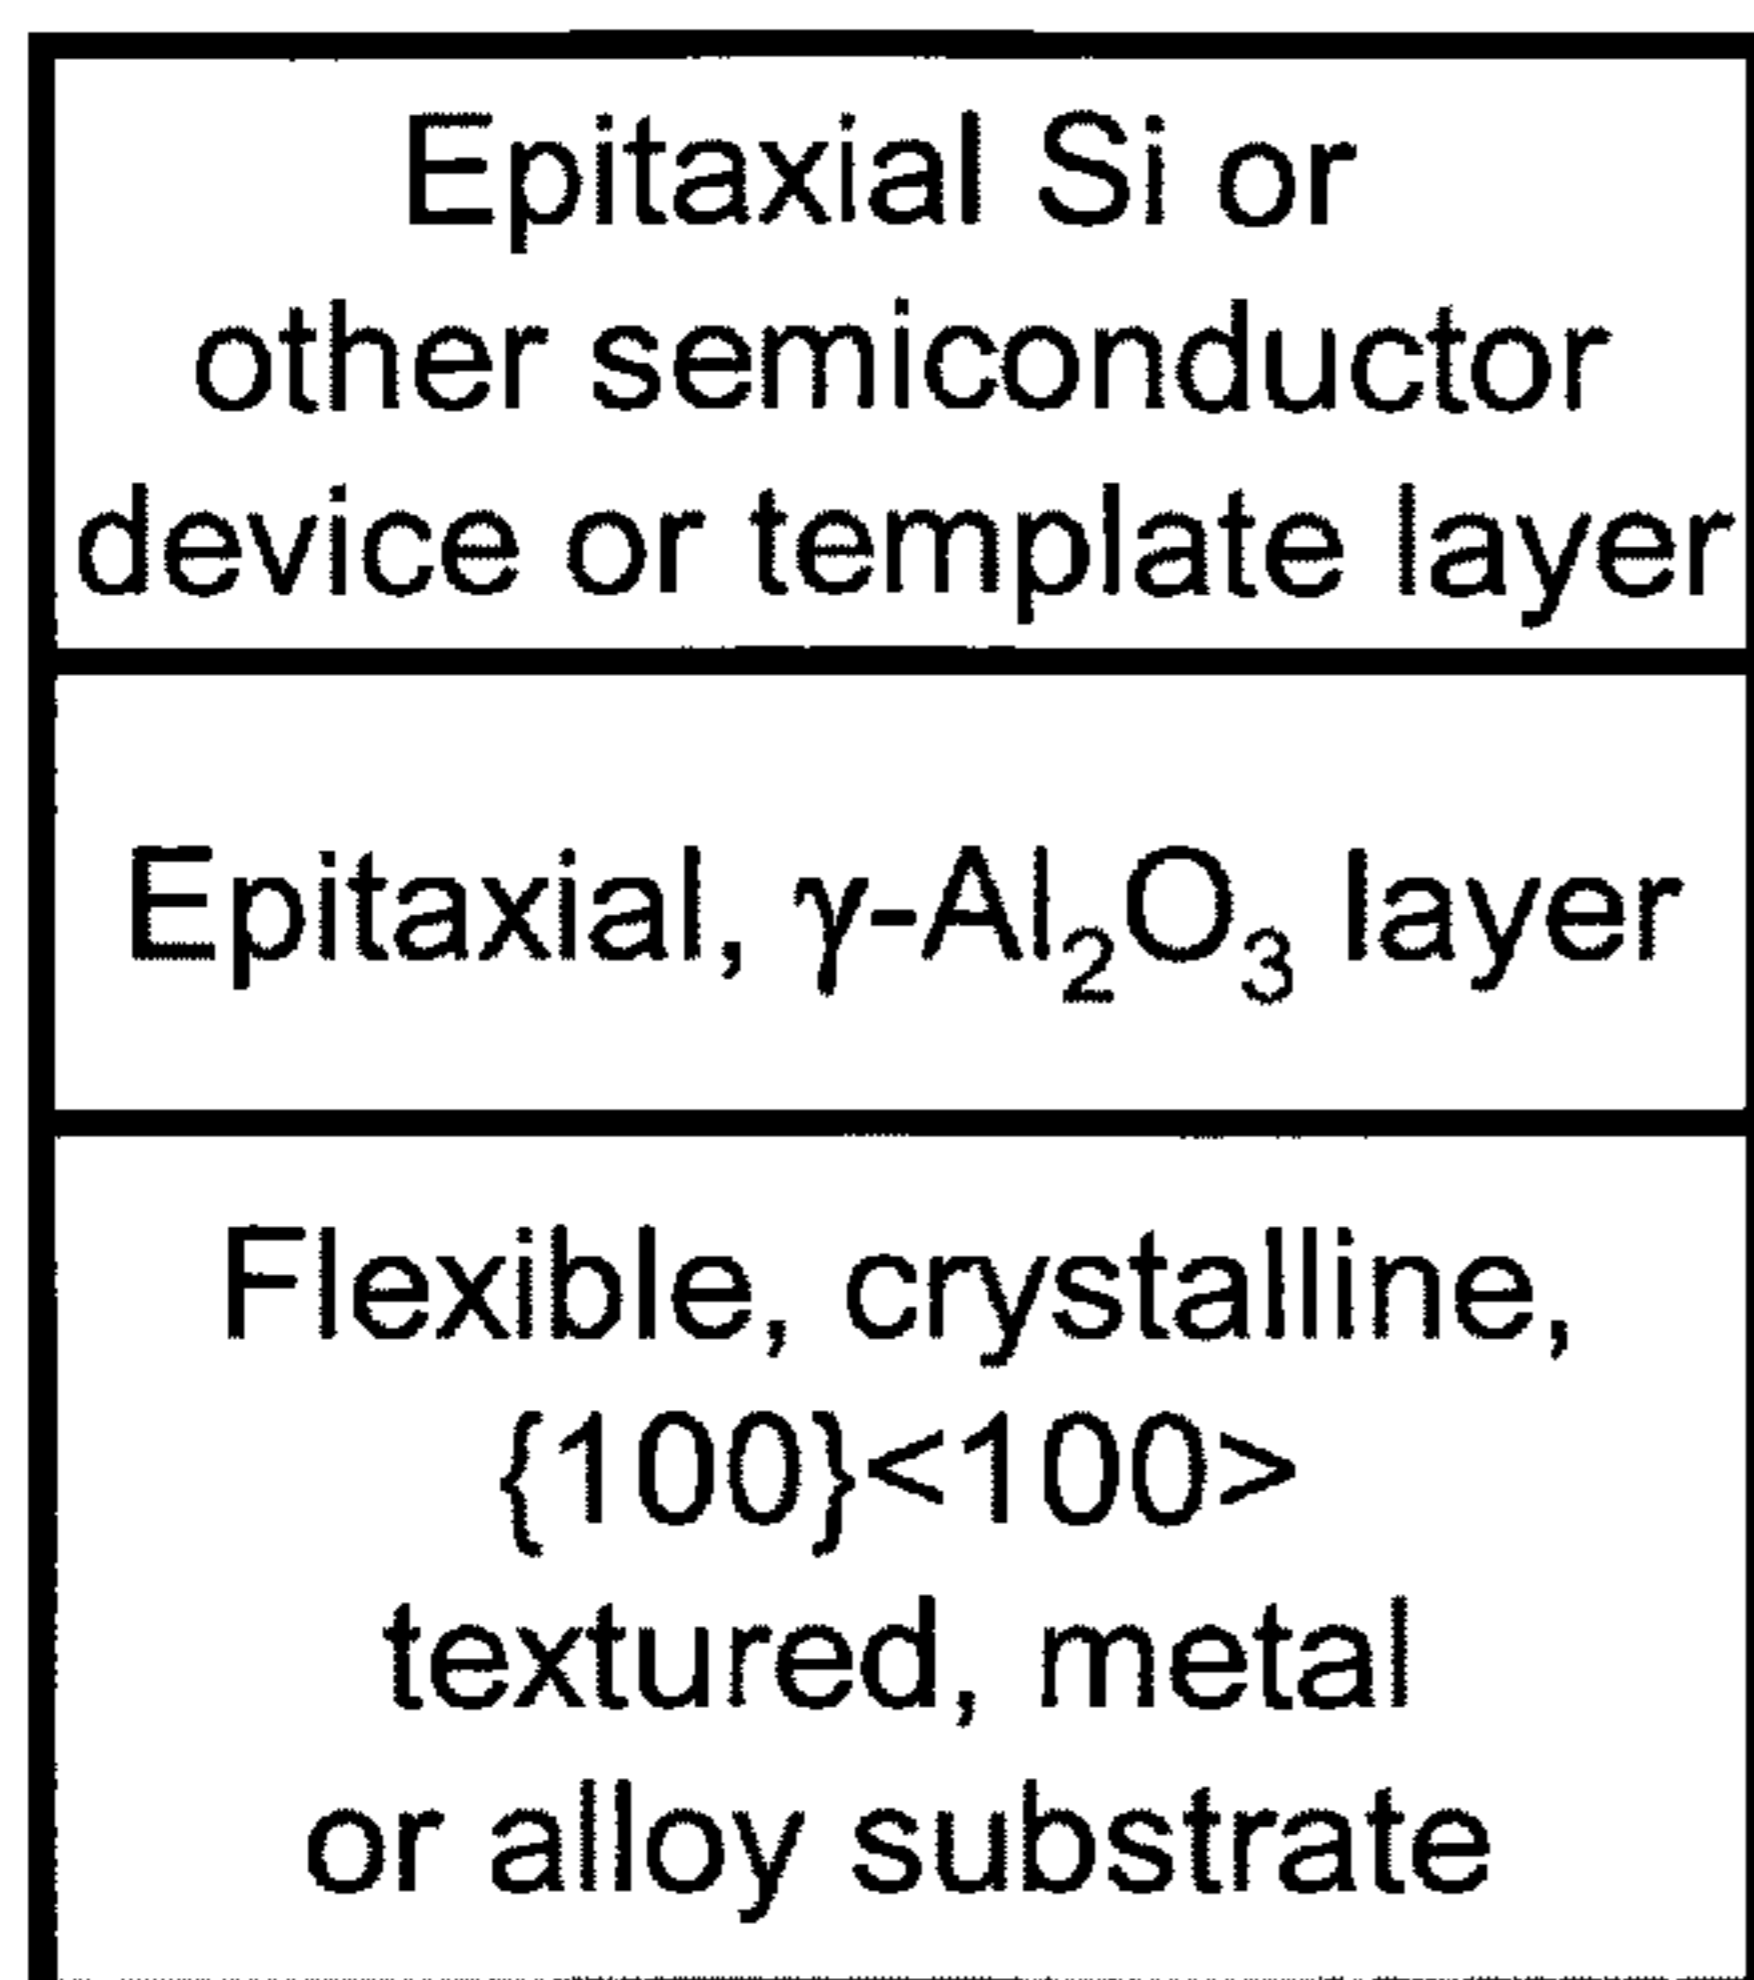 Epitaxial Si or
other semiconductor
device or template layer
Epitaxial, γ-Al₂O₃ layer
Flexible, crystalline,
{100}<100>
textured, metal
or alloy substrate